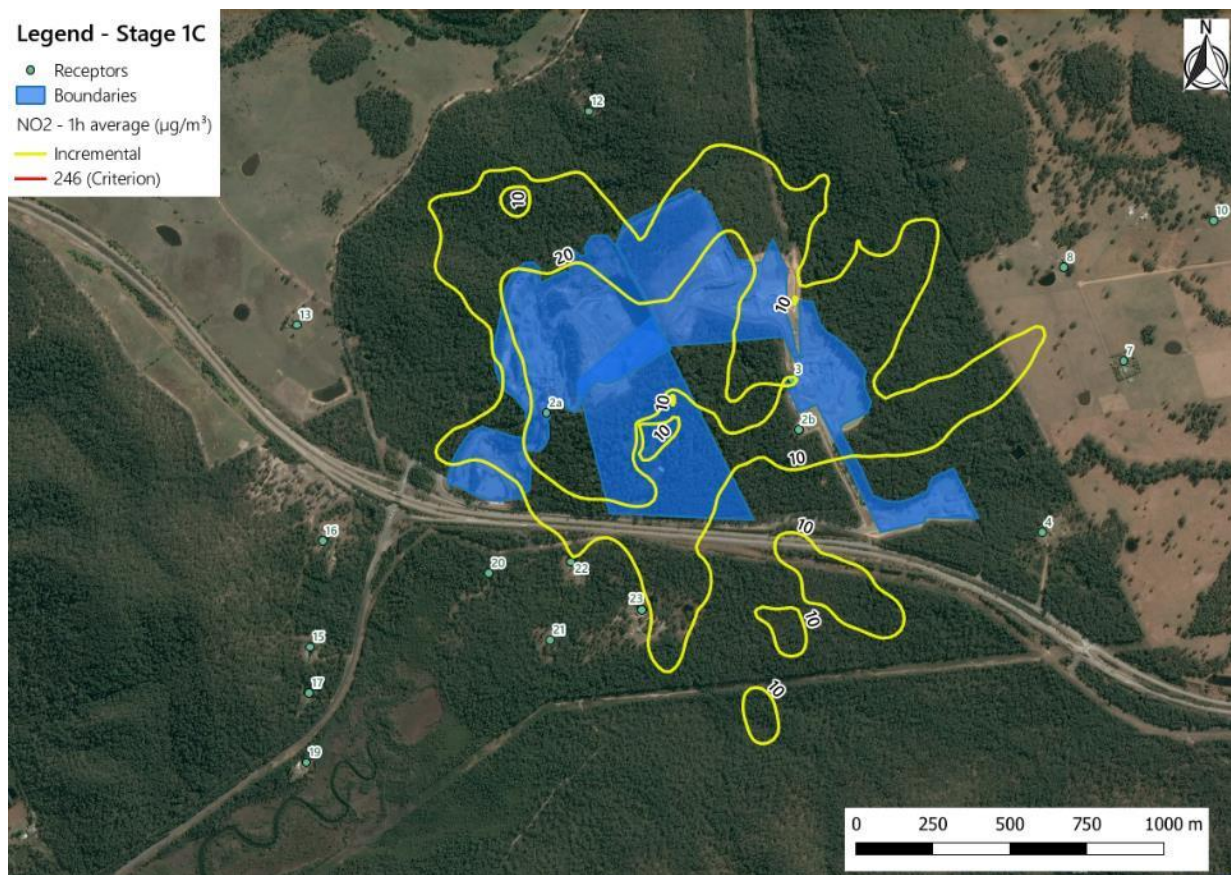 Legend - Stage 1C
Receptors
Boundaries
NO2 - 1h average (µg/m³)
Incremental
246 (Criterion)
N
12
10
10
20
8
10
13
7
3
10
2a
10
2b
10
10
4
16
20
22
23
10
21
15
17
10
19
0 250 500 750 1000 m